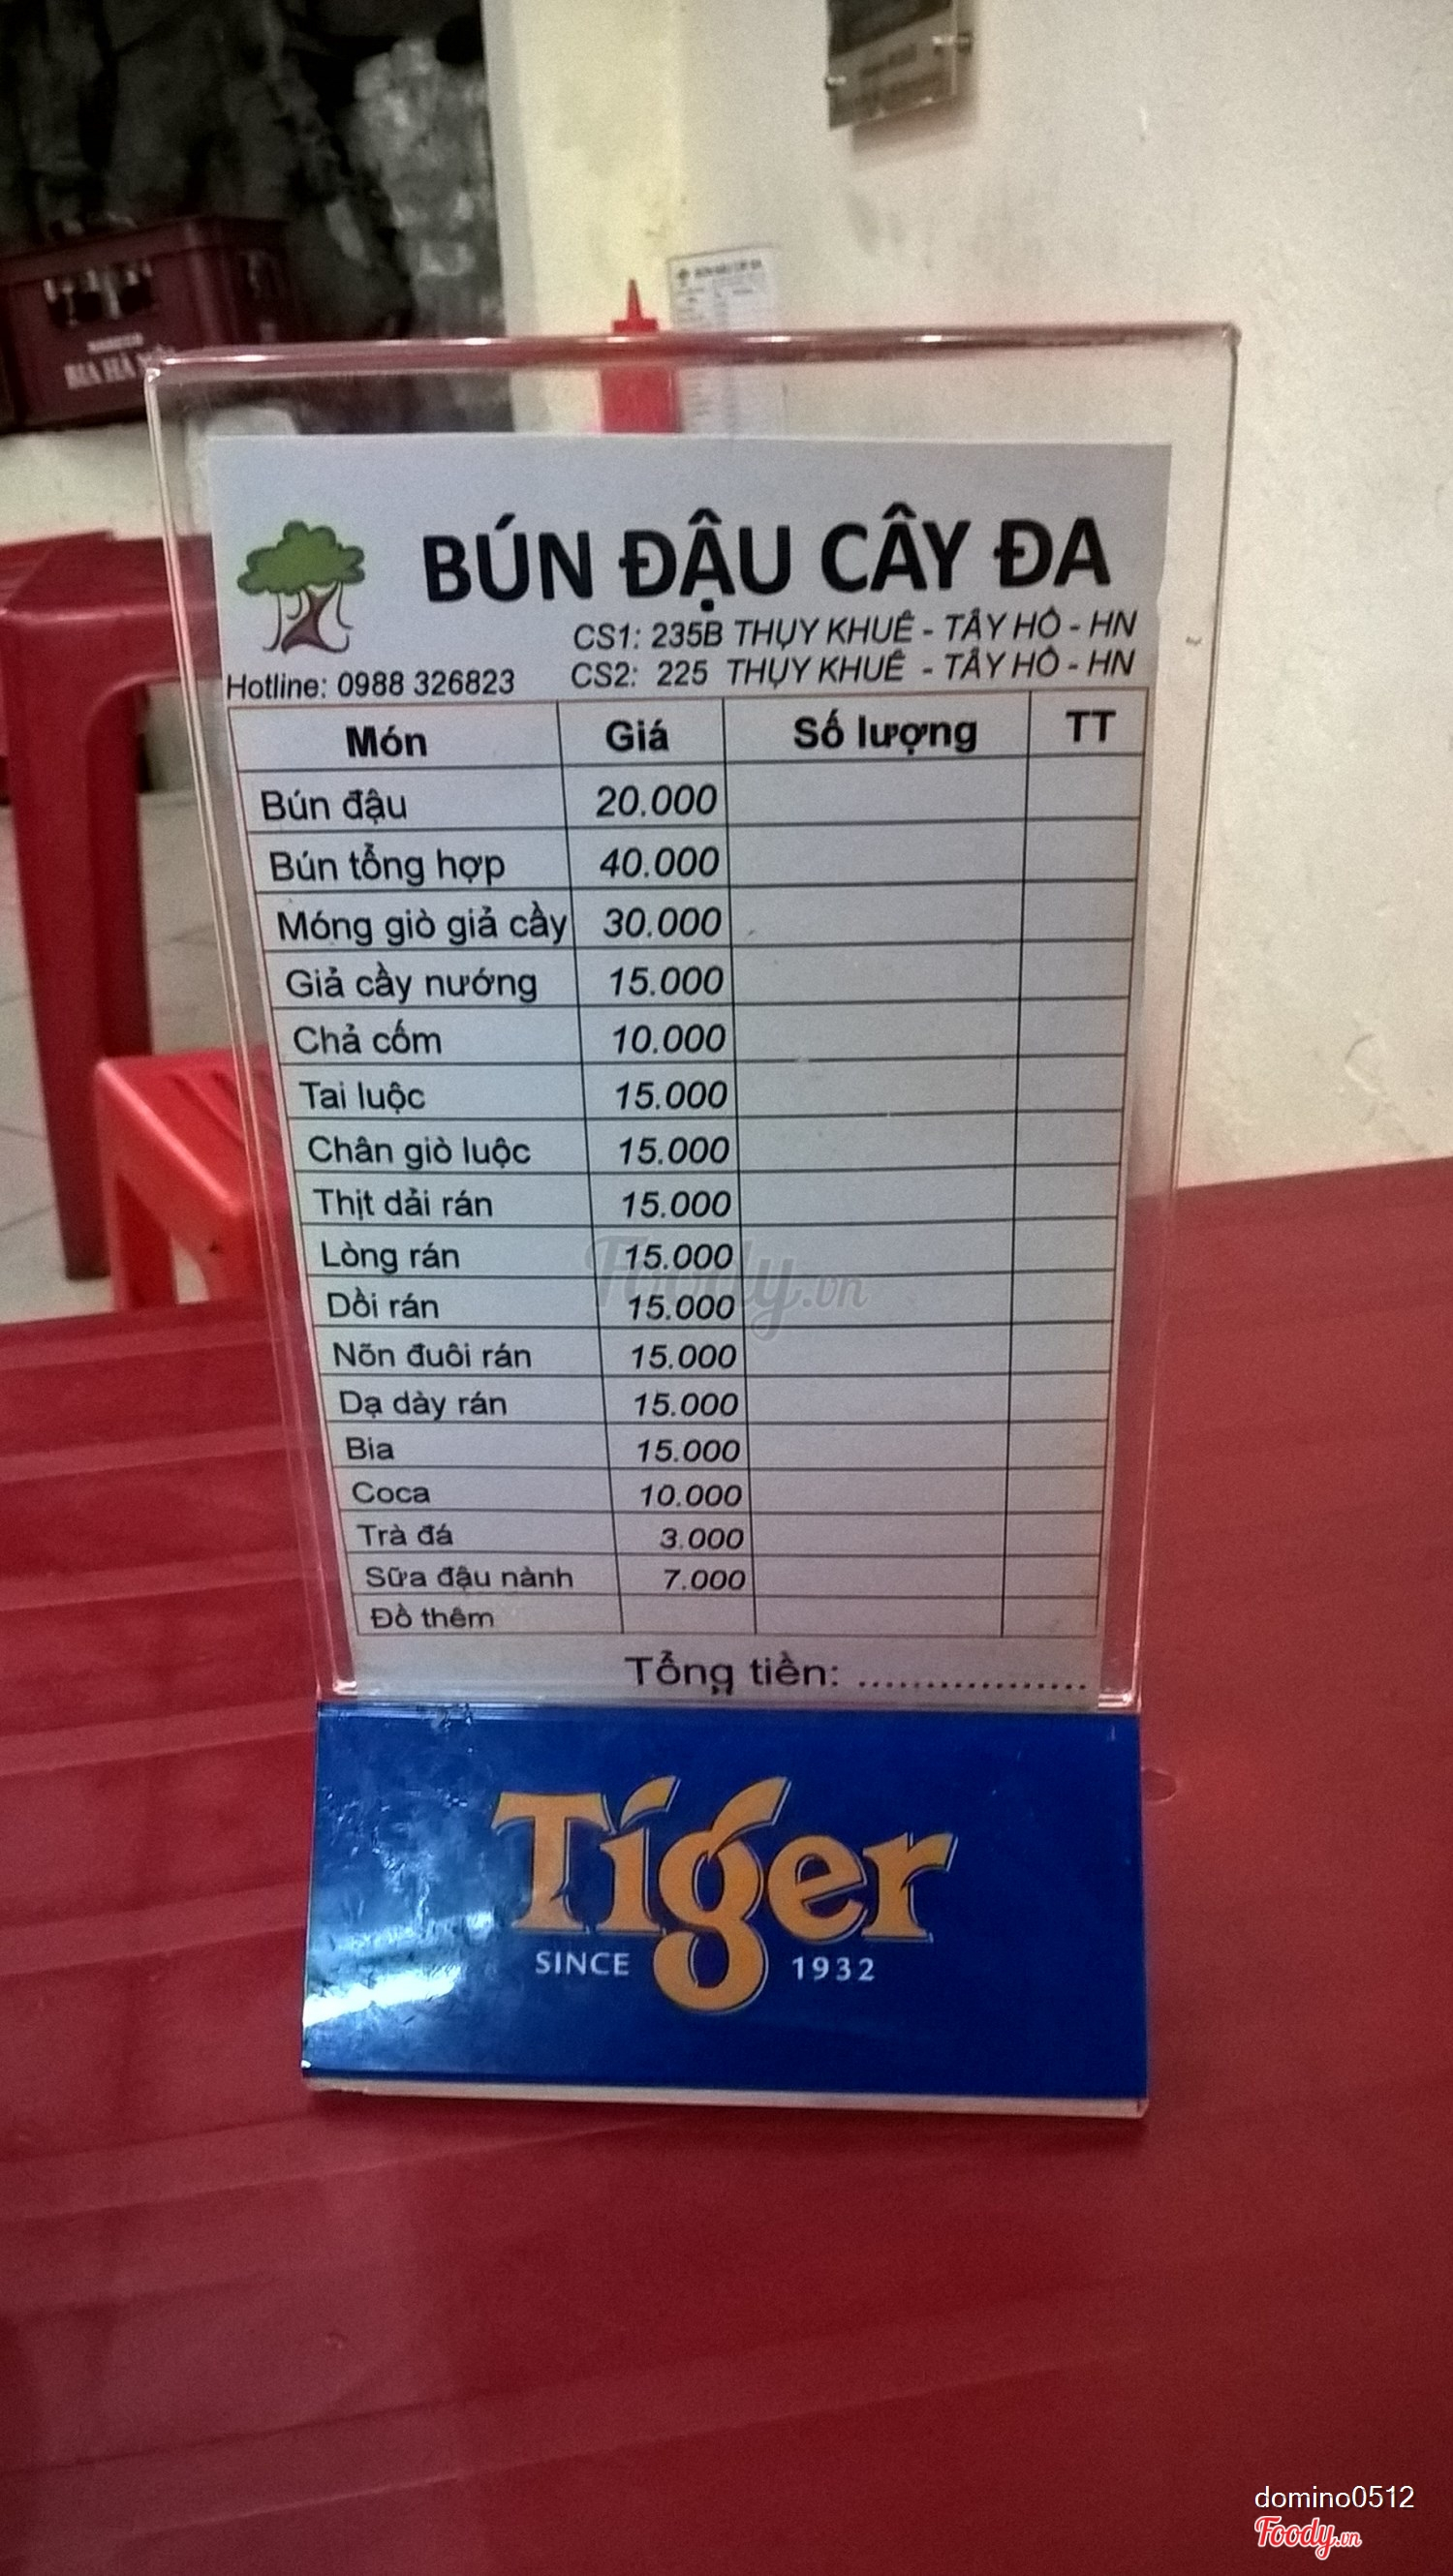 BIA HÀ NỘI
BÚN ĐẬU CÂY ĐA
CS1: 235B THỤY KHUÊ - TÂY HỒ - HN
CS2: 225 THỤY KHUÊ - TÂY HỒ - HN
Hotline: 0988 326823
Món Giá Số lượng TT
Bún đậu 20.000
Bún tổng hợp 40.000
Móng giò giả cầy 30.000
Giả cầy nướng 15.000
Chả cốm 10.000
Tai luộc 15.000
Chân giò luộc 15.000
Thịt dải rán 15.000
Lòng rán 15.000
Dồi rán 15.000
Nõn đuôi rán 15.000
Dạ dày rán 15.000
Bia 15.000
Coca 10.000
Trà đá 3.000
Sữa đậu nành 7.000
Đồ thêm
Tổng tiền: .................
Foody.vn
Tiger
SINCE 1932
domino0512
Foody.vn